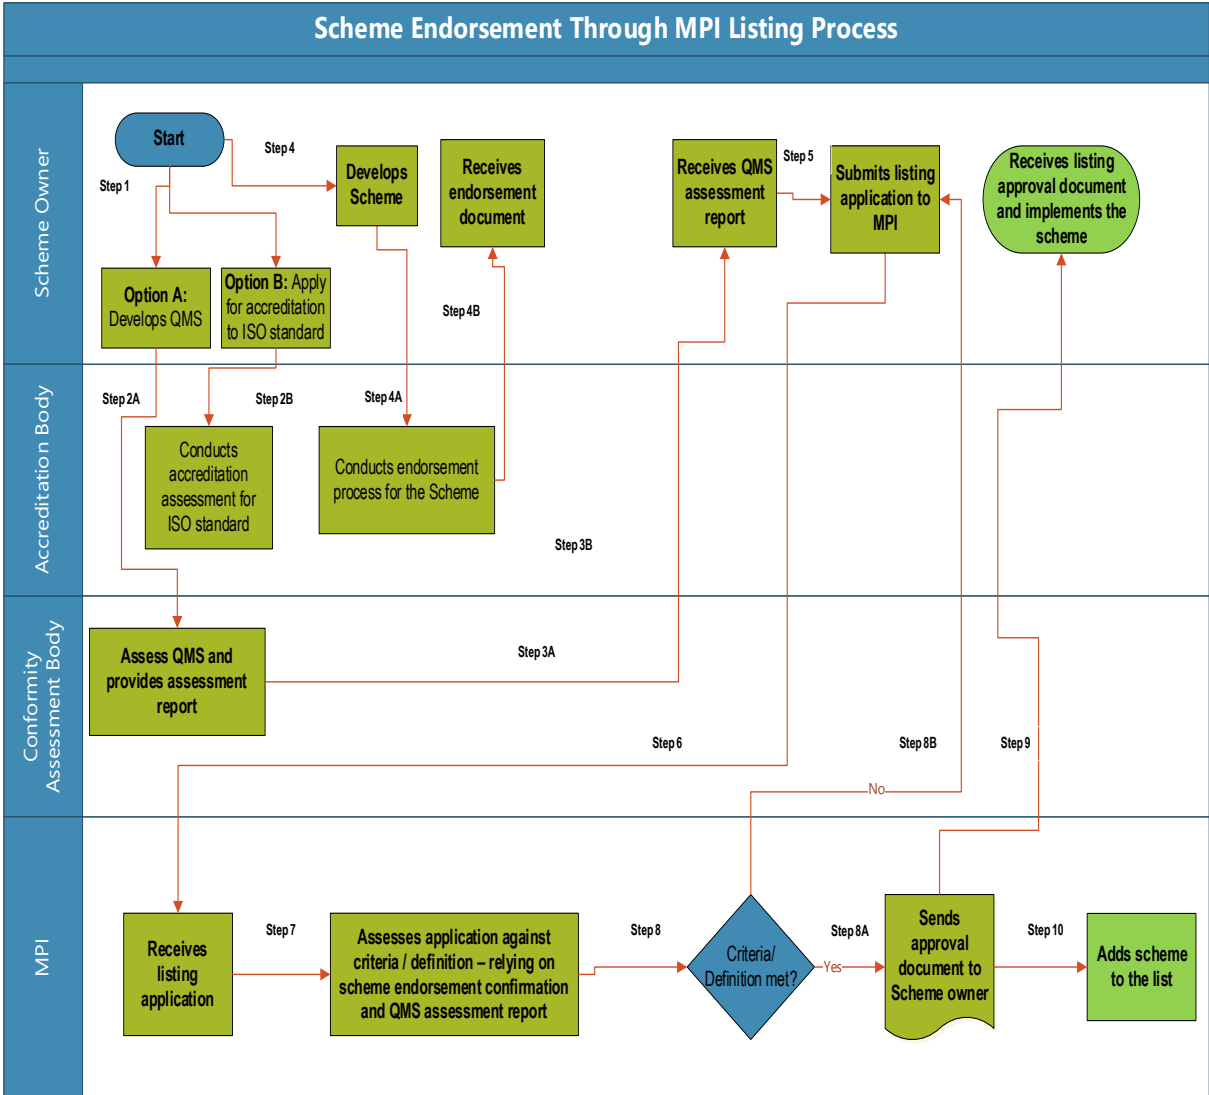 Scheme Endorsement Through MPI Listing Process
Scheme Owner
Start
Step 1
Step 4
Develops
Scheme
Receives
endorsement
document
Receives QMS
assessment
report
Step 5
Submits listing
application to
MPI
Receives listing
approval document
and implements the
scheme
Option A:
Develops QMS
Option B: Apply
for accreditation
to ISO standard
Step 4B
Accreditation Body
Step 2A
Step 2B
Step 4A
Conducts
accreditation
assessment for
ISO standard
Conducts endorsement
process for the Scheme
Step 3B
Conformity
Assessment Body
Assess QMS and
provides assessment
report
Step 3A
Step 6
Step 8B
Step 9
No
MPI
Receives
listing
application
Step 7
Assesses application against
criteria / definition – relying on
scheme endorsement confirmation
and QMS assessment report
Step 8
Criteria/
Definition met?
Step 8A
Yes
Sends
approval
document to
Scheme owner
Step 10
Adds scheme
to the list